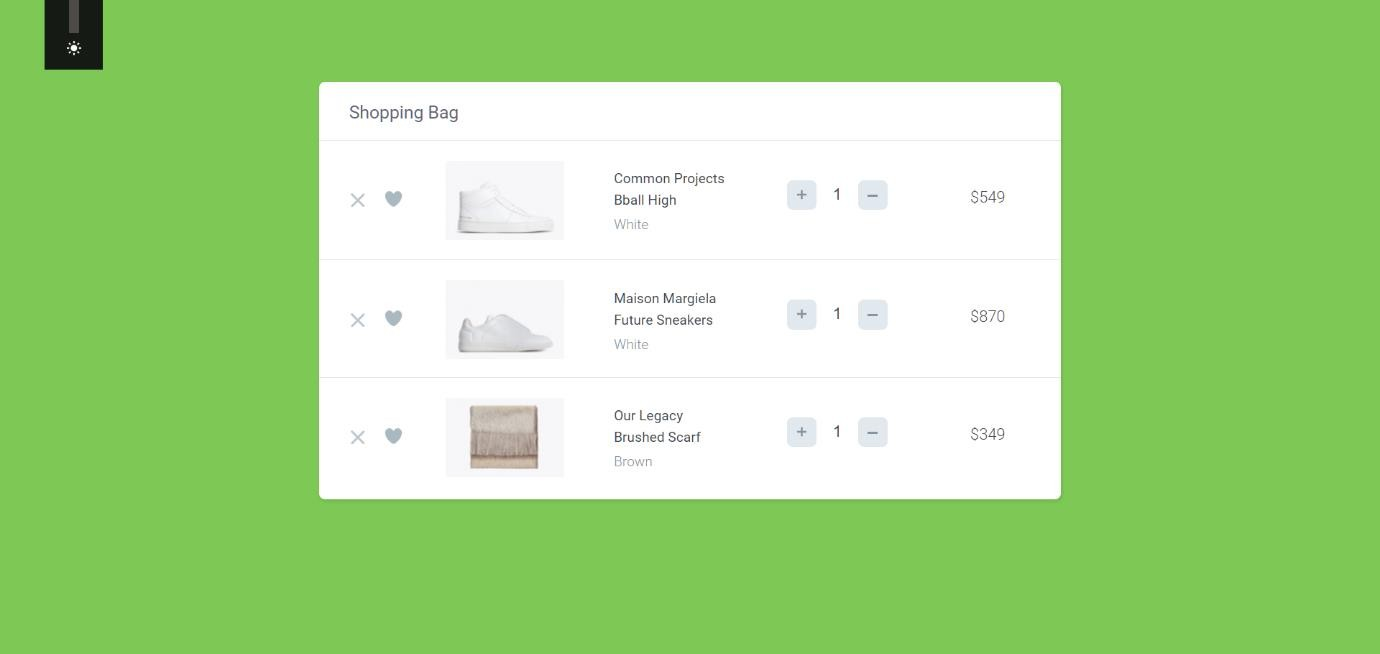 Shopping Bag
Common Projects
Bball High
White
1
$549
Maison Margiela
Future Sneakers
White
1
$870
Our Legacy
Brushed Scarf
Brown
1
$349